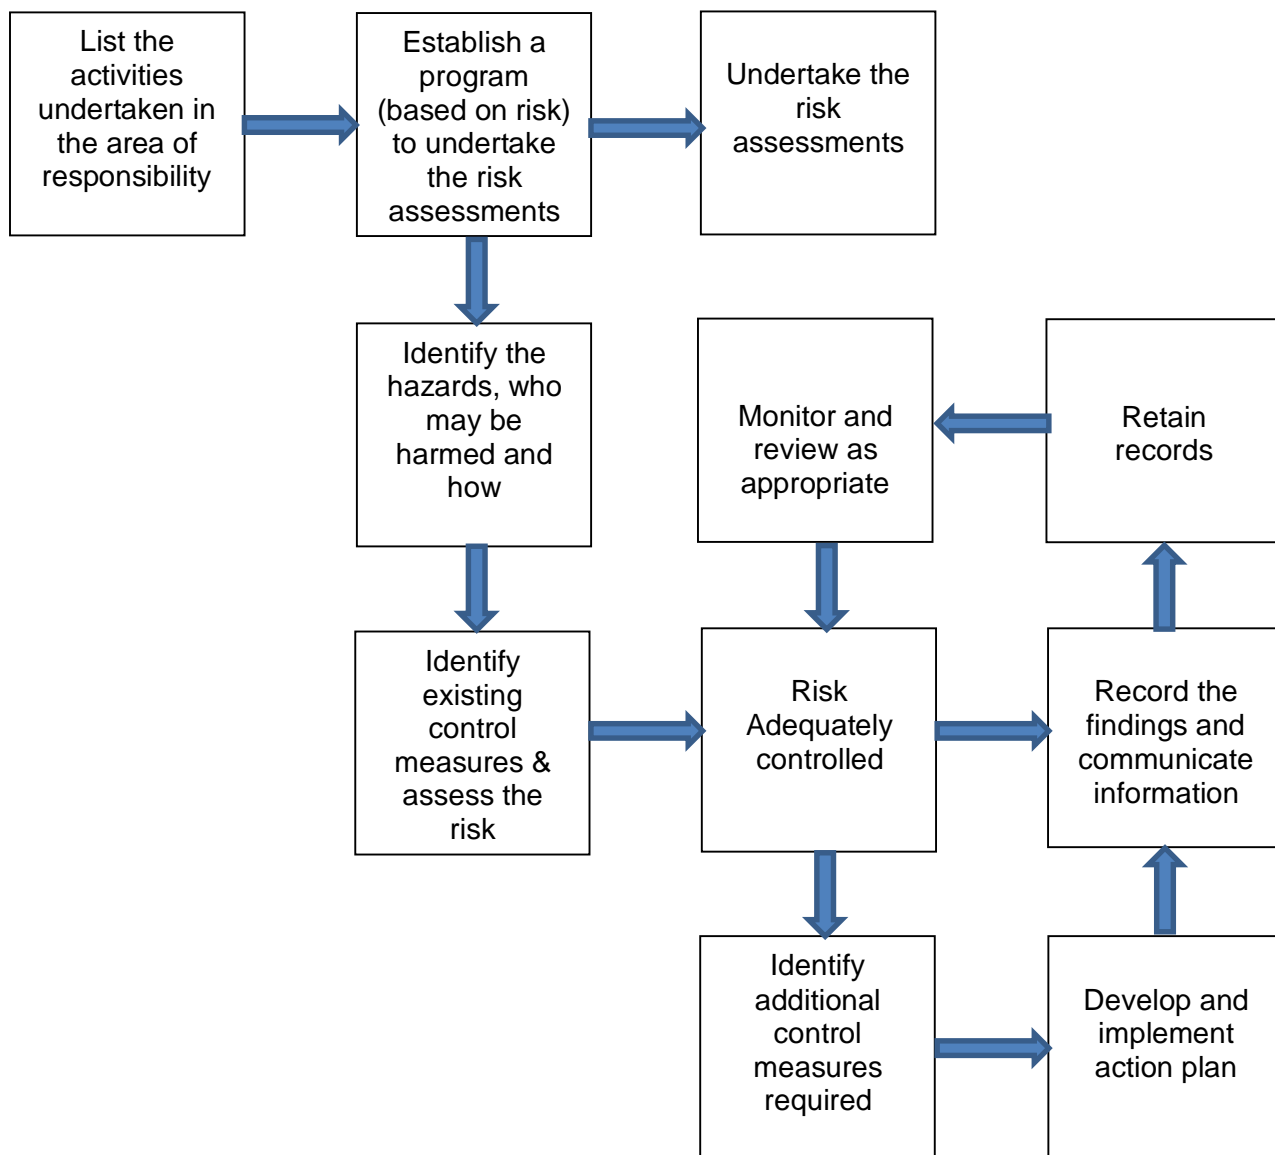 List the
activities
undertaken in
the area of
responsibility
Establish a
program
(based on risk)
to undertake
the risk
assessments
Undertake the
risk
assessments
Identify the
hazards, who
may be
harmed and
how
Monitor and
review as
appropriate
Retain
records
Identify
existing
control
measures &
assess the
risk
Risk
Adequately
controlled
Record the
findings and
communicate
information
Identify
additional
control
measures
required
Develop and
implement
action plan